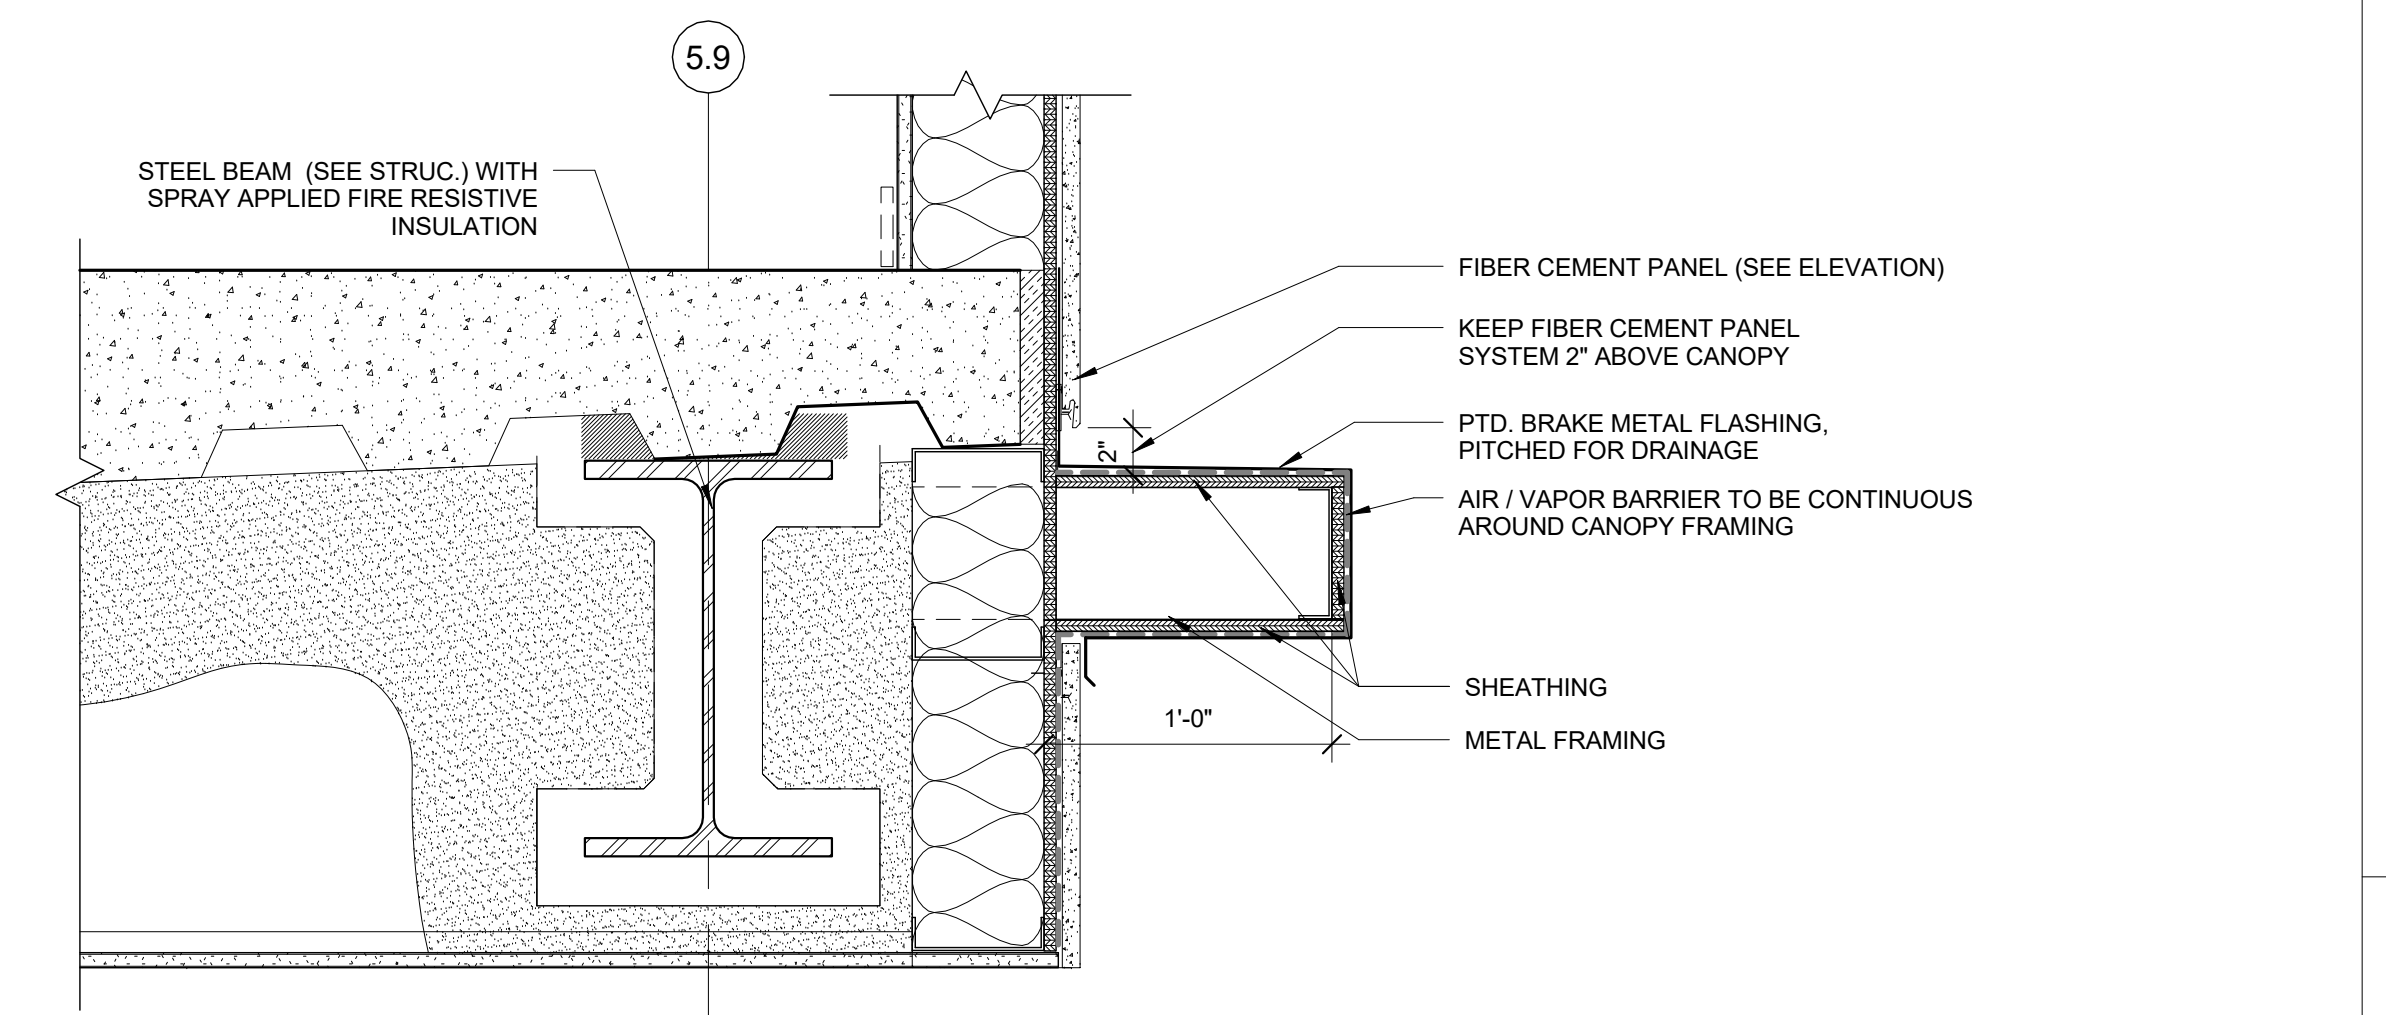 5.9
STEEL BEAM (SEE STRUC.) WITH
SPRAY APPLIED FIRE RESISTIVE
INSULATION
FIBER CEMENT PANEL (SEE ELEVATION)
KEEP FIBER CEMENT PANEL
SYSTEM 2" ABOVE CANOPY
PTD. BRAKE METAL FLASHING,
PITCHED FOR DRAINAGE
2"
AIR / VAPOR BARRIER TO BE CONTINUOUS
AROUND CANOPY FRAMING
SHEATHING
1'-0"
METAL FRAMING